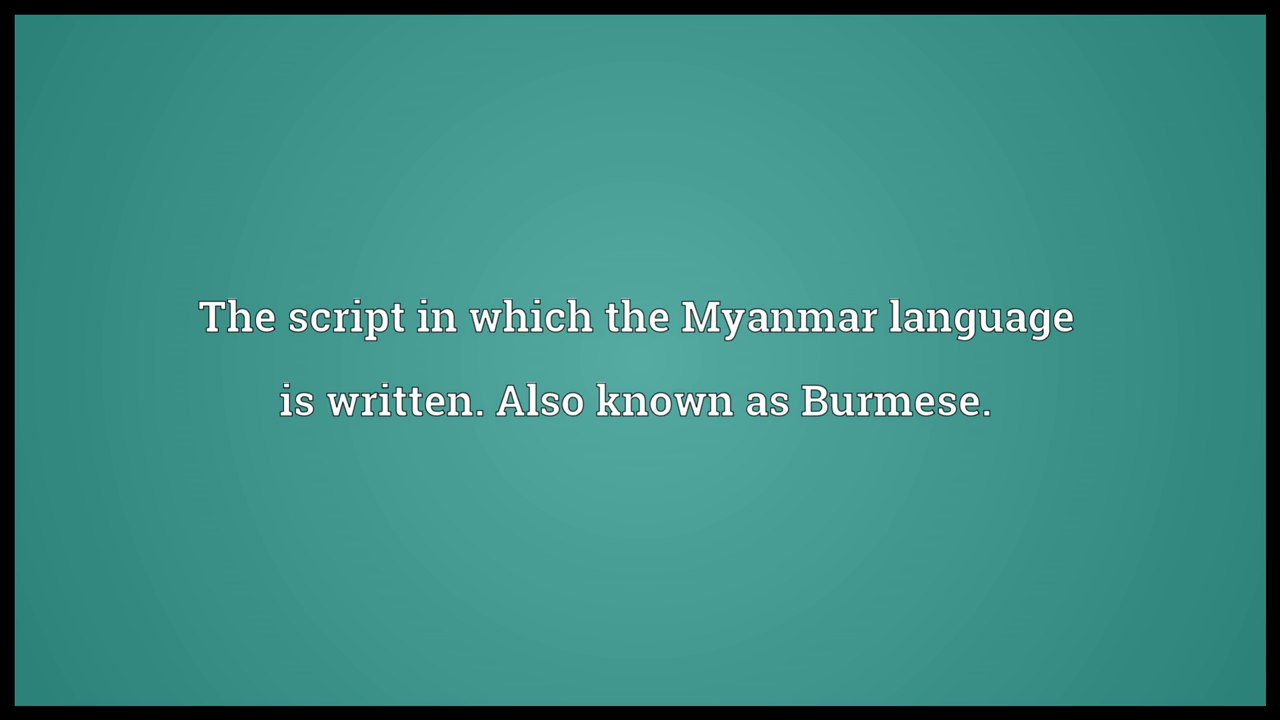 The script in which the Myanmar language
is written. Also known as Burmese.